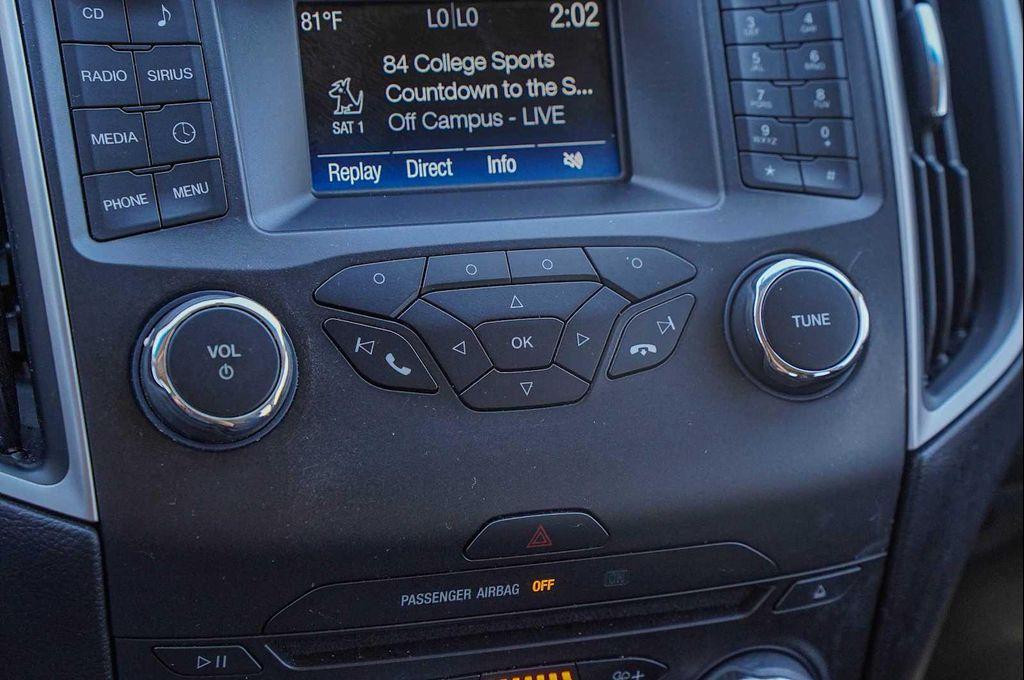 CD
RADIO SIRIUS
MEDIA
PHONE MENU
81°F LO LO 2:02
84 College Sports
Countdown to the S...
SAT 1 Off Campus - LIVE
Replay Direct Info
3 4
5 6
7 8
9 0
* #
VOL
OK
TUNE
PASSENGER AIRBAG OFF